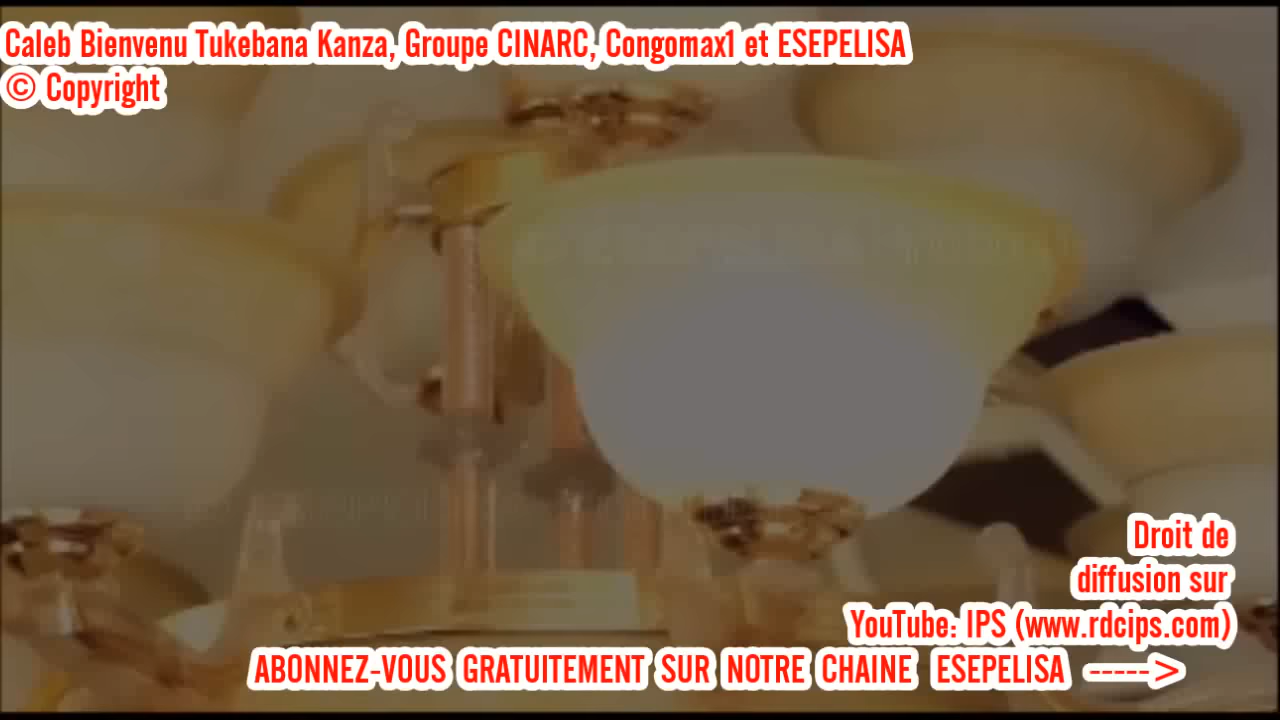 Caleb Bienvenu Tukebana Kanza, Groupe CINARC, Congomax1 et ESEPELISA
© Copyright
Droit de
diffusion sur
YouTube: IPS (www.rdcips.com)
ABONNEZ-VOUS GRATUITEMENT SUR NOTRE CHAINE ESEPELISA ----->